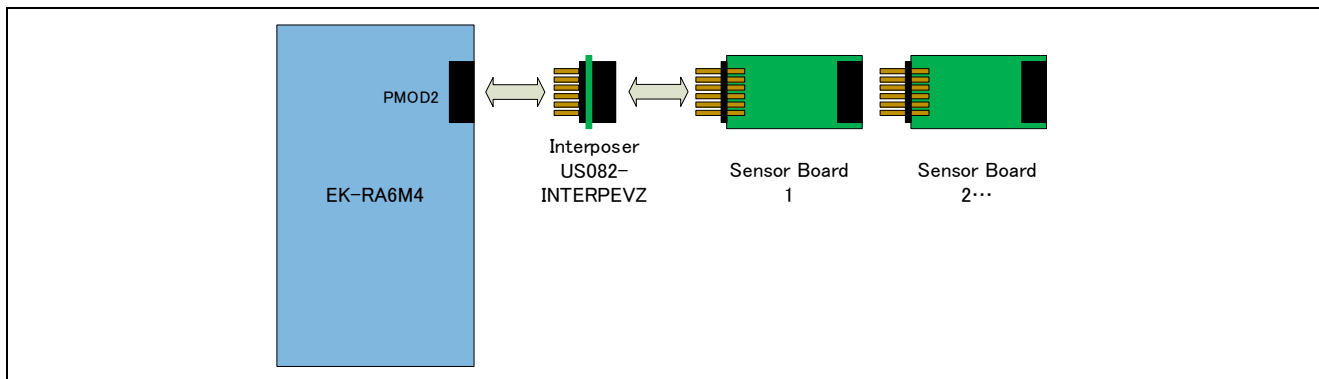 PMOD2
EK-RA6M4
Interposer
US082-
INTERPEVZ
Sensor Board
1
Sensor Board
2⋯